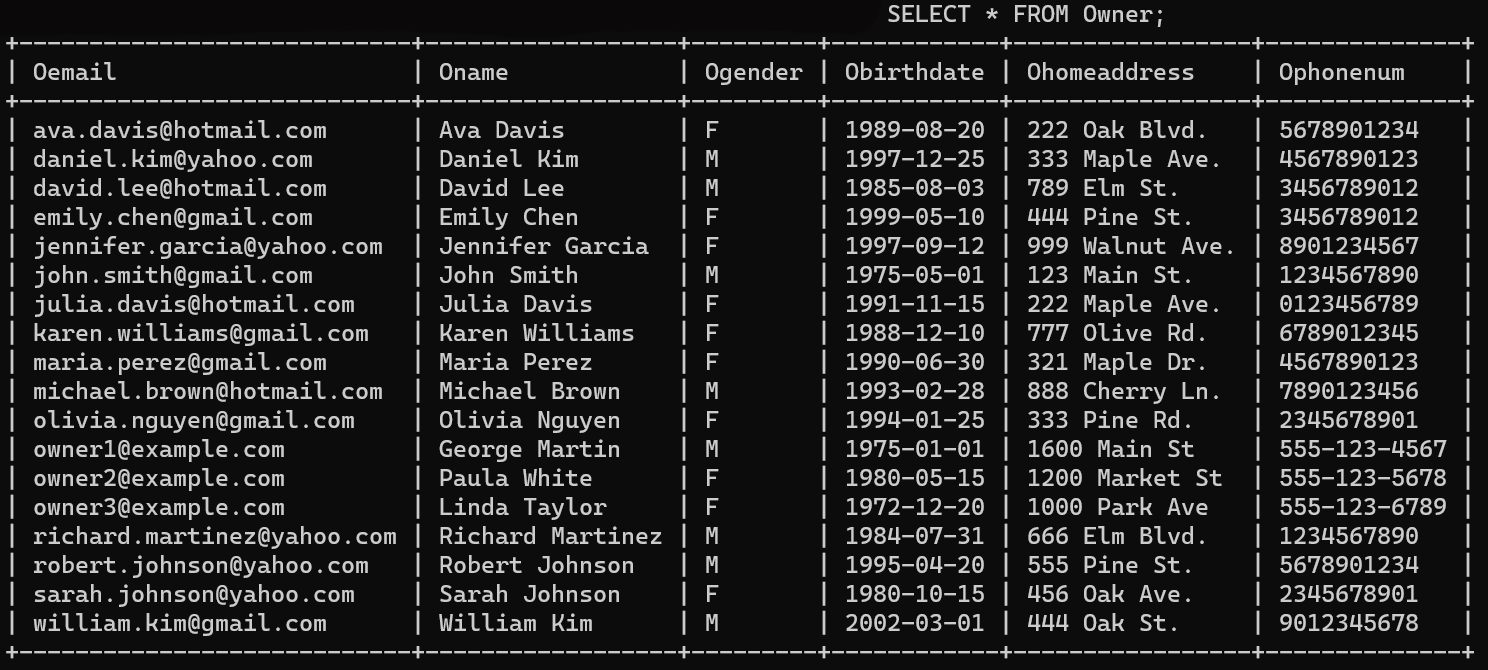 SELECT * FROM Owner;
+----------------------------+-------------------+----------+------------+-----------------+--------------+
| Oemail                     | Oname            | Ogender | Obirthdate | Ohomeaddress    | Ophonenum    |
+----------------------------+-------------------+----------+------------+-----------------+--------------+
| ava.davis@hotmail.com      | Ava Davis        | F       | 1989-08-20 | 222 Oak Blvd.   | 5678901234   |
| daniel.kim@yahoo.com       | Daniel Kim       | M       | 1997-12-25 | 333 Maple Ave.  | 4567890123   |
| david.lee@hotmail.com      | David Lee        | M       | 1985-08-03 | 789 Elm St.     | 3456789012   |
| emily.chen@gmail.com       | Emily Chen       | F       | 1999-05-10 | 444 Pine St.    | 3456789012   |
| jennifer.garcia@yahoo.com  | Jennifer Garcia  | F       | 1997-09-12 | 999 Walnut Ave. | 8901234567   |
| john.smith@gmail.com       | John Smith       | M       | 1975-05-01 | 123 Main St.    | 1234567890   |
| julia.davis@hotmail.com    | Julia Davis      | F       | 1991-11-15 | 222 Maple Ave.  | 0123456789   |
| karen.williams@gmail.com   | Karen Williams   | F       | 1988-12-10 | 777 Olive Rd.   | 6789012345   |
| maria.perez@gmail.com      | Maria Perez      | F       | 1990-06-30 | 321 Maple Dr.   | 4567890123   |
| michael.brown@hotmail.com  | Michael Brown    | M       | 1993-02-28 | 888 Cherry Ln.  | 7890123456   |
| olivia.nguyen@gmail.com    | Olivia Nguyen    | F       | 1994-01-25 | 333 Pine Rd.    | 2345678901   |
| owner1@example.com         | George Martin    | M       | 1975-01-01 | 1600 Main St    | 555-123-4567 |
| owner2@example.com         | Paula White      | F       | 1980-05-15 | 1200 Market St  | 555-123-5678 |
| owner3@example.com         | Linda Taylor     | F       | 1972-12-20 | 1000 Park Ave   | 555-123-6789 |
| richard.martinez@yahoo.com | Richard Martinez | M       | 1984-07-31 | 666 Elm Blvd.   | 1234567890   |
| robert.johnson@yahoo.com   | Robert Johnson   | M       | 1995-04-20 | 555 Pine St.    | 5678901234   |
| sarah.johnson@yahoo.com    | Sarah Johnson    | F       | 1980-10-15 | 456 Oak Ave.    | 2345678901   |
| william.kim@gmail.com      | William Kim      | M       | 2002-03-01 | 444 Oak St.     | 9012345678   |
+----------------------------+-------------------+----------+------------+-----------------+--------------+